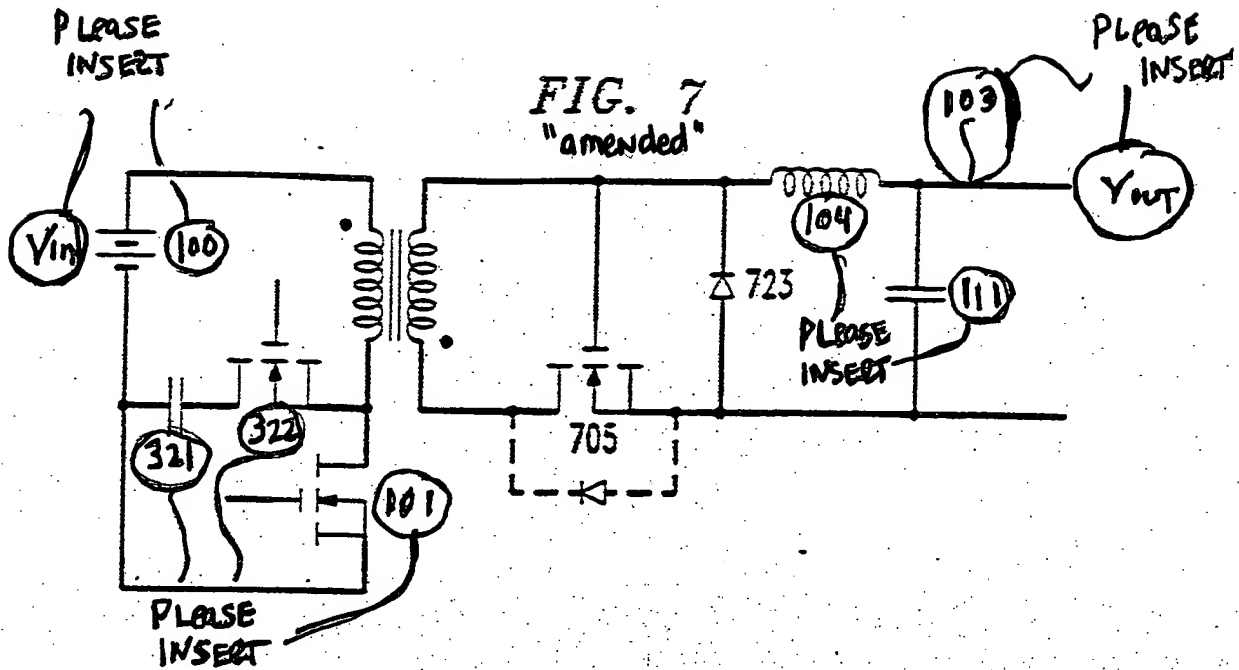 PLEASE
INSERT
PLEASE
INSERT
FIG. 7
"amended"
103
Vin
100
104
VOUT
723
111
PLEASE
INSERT
322
321
705
101
PLEASE
INSERT